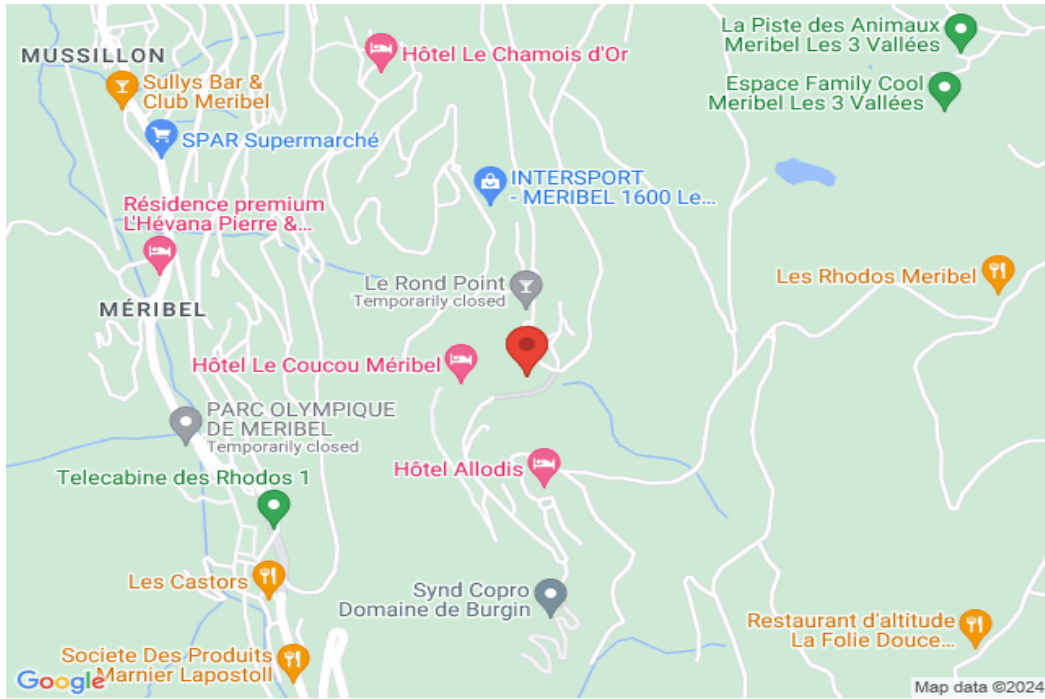 La Piste des Animaux
Meribel Les 3 Vallées
MUSSILLON
Hôtel Le Chamois d'Or
Sullys Bar &
Club Meribel
Espace Family Cool
Meribel Les 3 Vallées
SPAR Supermarché
INTERSPORT
- MERIBEL 1600 Le...
Résidence premium
L'Hévana Pierre &...
Les Rhodos Meribel
Le Rond Point
Temporarily closed
MÉRIBEL
Hôtel Le Coucou Méribel
PARC OLYMPIQUE
DE MERIBEL
Temporarily closed
Hôtel Allodis
Telecabine des Rhodos 1
Les Castors
Synd Copro
Domaine de Burgin
Restaurant d'altitude
La Folie Douce...
Societe Des Produits
Marnier Lapostoll
Google
Map data ©2024